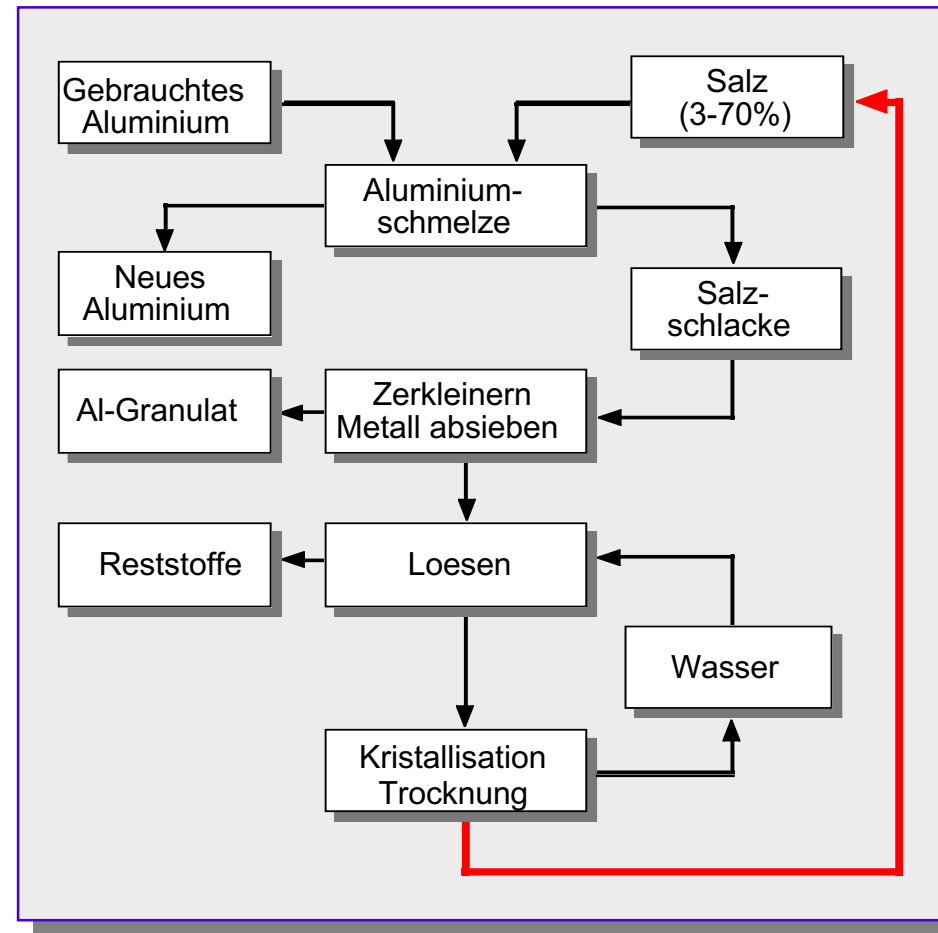 Gebrauchtes
Aluminium
Salz
(3-70%)
Aluminium-
schmelze
Neues
Aluminium
Salz-
schlacke
Al-Granulat
Zerkleinern
Metall absieben
Reststoffe
Loesen
Wasser
Kristallisation
Trocknung